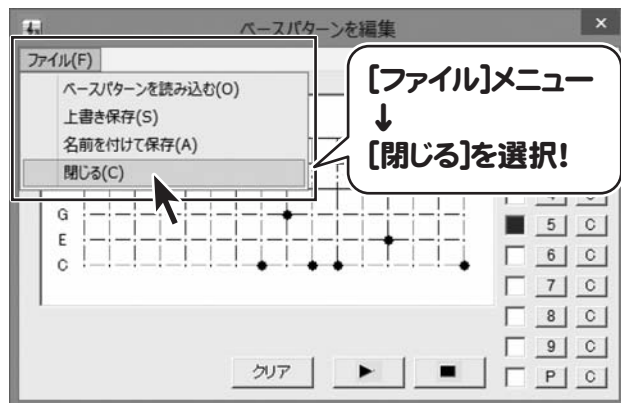 ベースパターンを編集
×
ファイル(F)
ベースパターンを読み込む(O)
上書き保存(S)
名前を付けて保存(A)
閉じる(C)
[ファイル]メニュー
↓
[閉じる]を選択!
G
E
C
5 C
6 C
7 C
8 C
9 C
P C
クリア